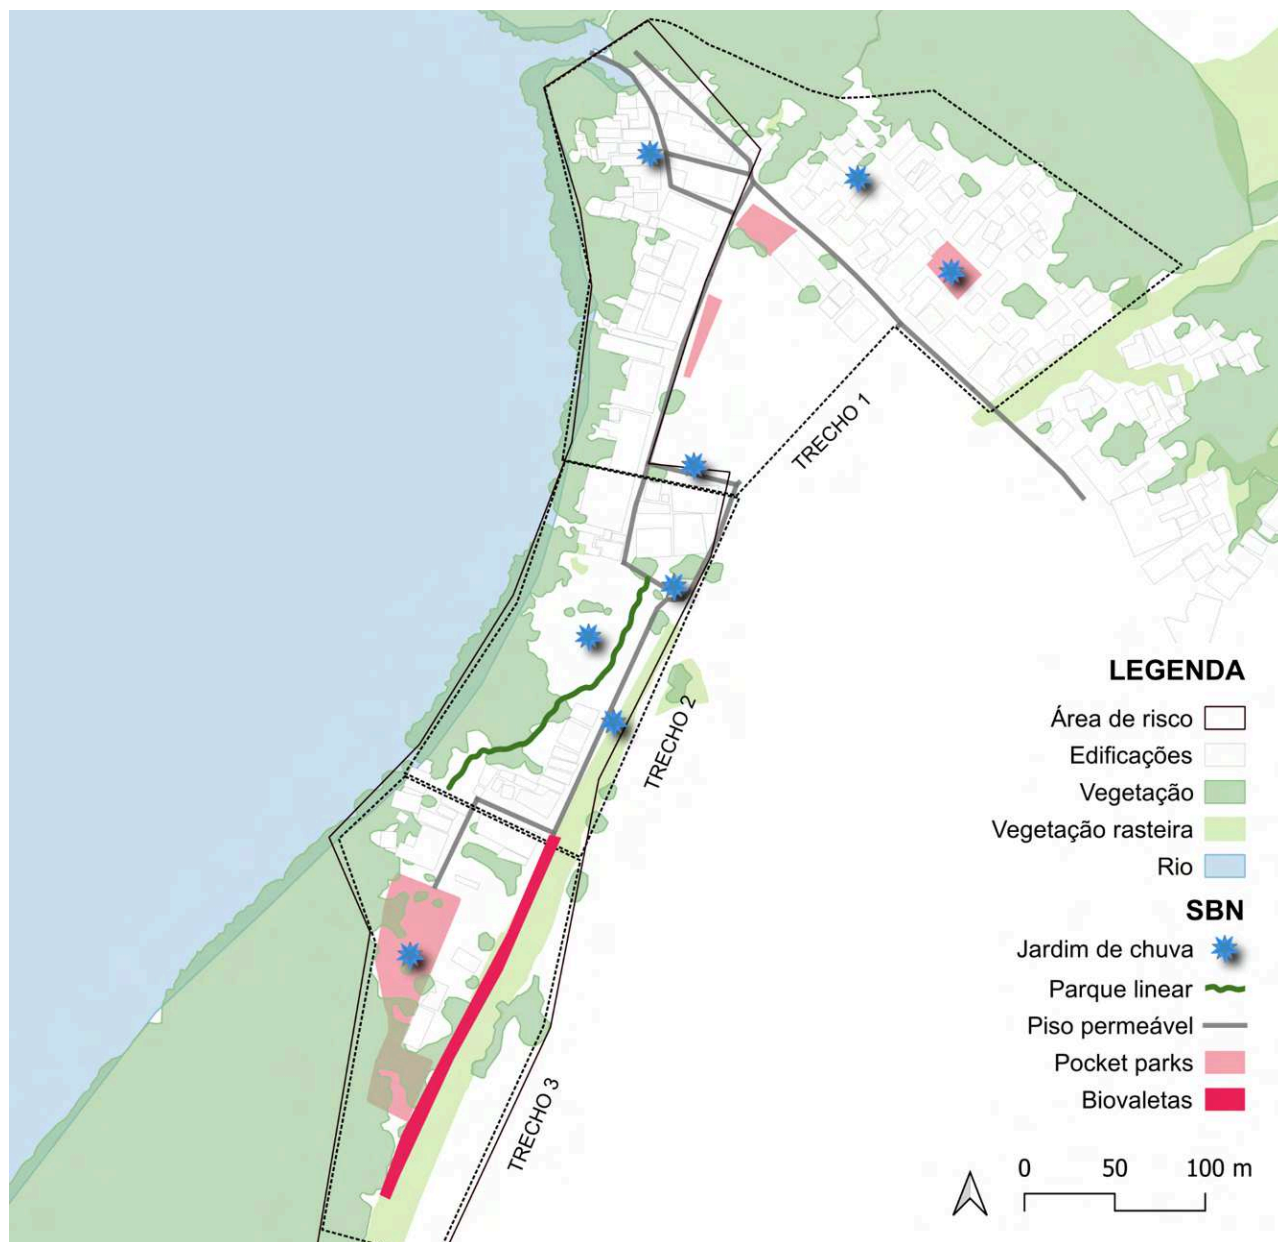 TRECHO 1
TRECHO 2
TRECHO 3
LEGENDA
Área de risco
Edificações
Vegetação
Vegetação rasteira
Rio
SBN
Jardim de chuva
Parque linear
Piso permeável
Pocket parks
Biovaletas
0 50 100 m